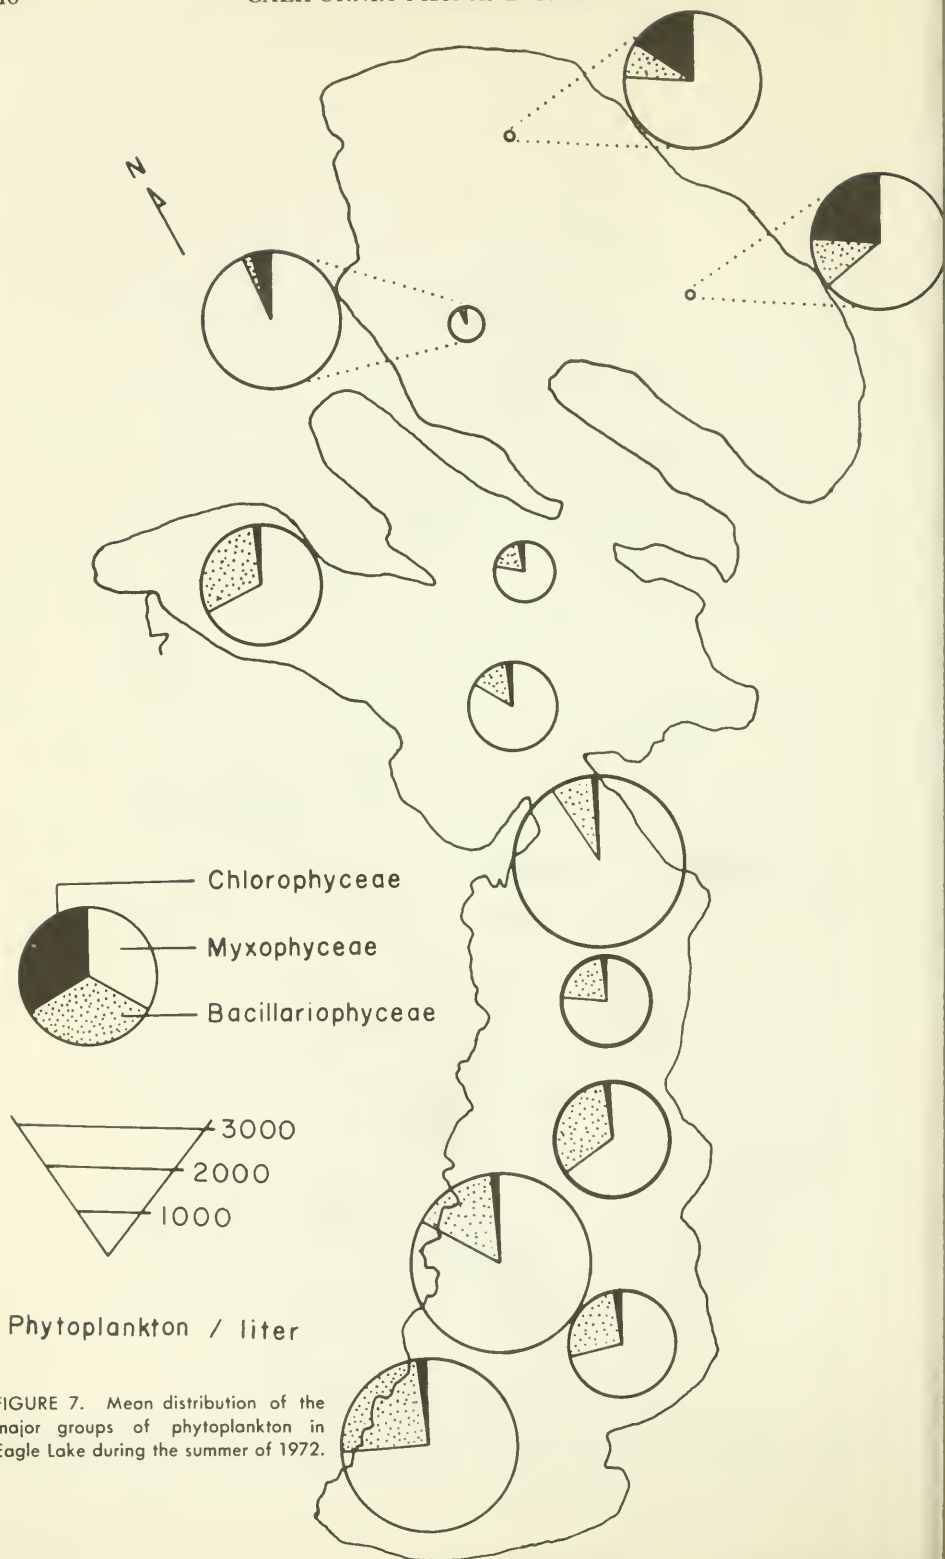 N
Chlorophyceae
Myxophyceae
Bacillariophyceae
3000
2000
1000
Phytoplankton / liter
FIGURE 7. Mean distribution of the
major groups of phytoplankton in
Eagle Lake during the summer of 1972.